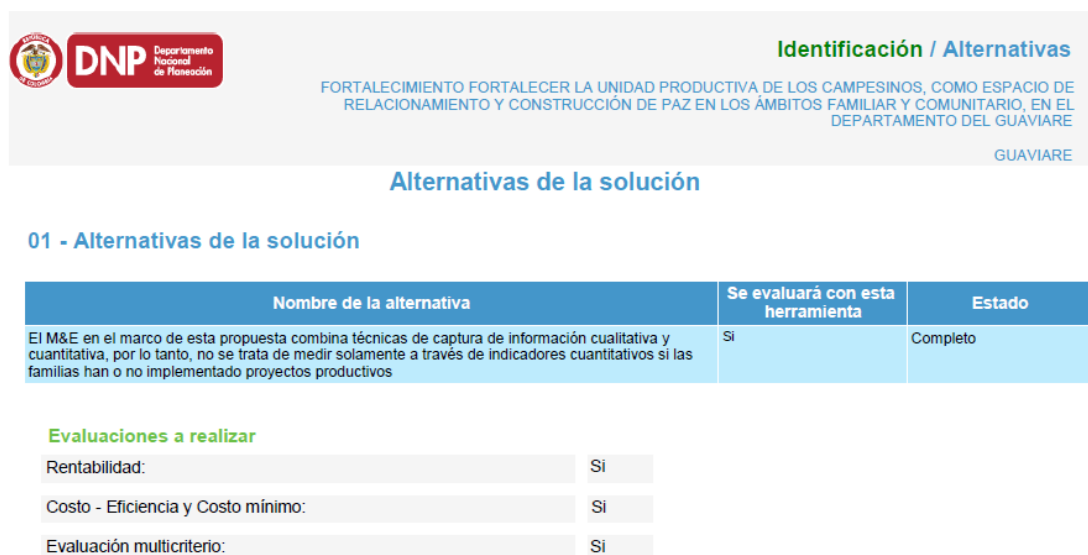 DNP Departamento
Nacional
de Planeación
Identificación / Alternativas
FORTALECIMIENTO FORTALECER LA UNIDAD PRODUCTIVA DE LOS CAMPESINOS, COMO ESPACIO DE
RELACIONAMIENTO Y CONSTRUCCIÓN DE PAZ EN LOS ÁMBITOS FAMILIAR Y COMUNITARIO, EN EL
DEPARTAMENTO DEL GUAVIARE
GUAVIARE
Alternativas de la solución
01 - Alternativas de la solución
Nombre de la alternativa
Se evaluará con esta
herramienta
Estado
El M&E en el marco de esta propuesta combina técnicas de captura de información cualitativa y
cuantitativa, por lo tanto, no se trata de medir solamente a través de indicadores cuantitativos si las
familias han o no implementado proyectos productivos
Si
Completo
Evaluaciones a realizar
Rentabilidad: Si
Costo - Eficiencia y Costo mínimo: Si
Evaluación multicriterio: Si